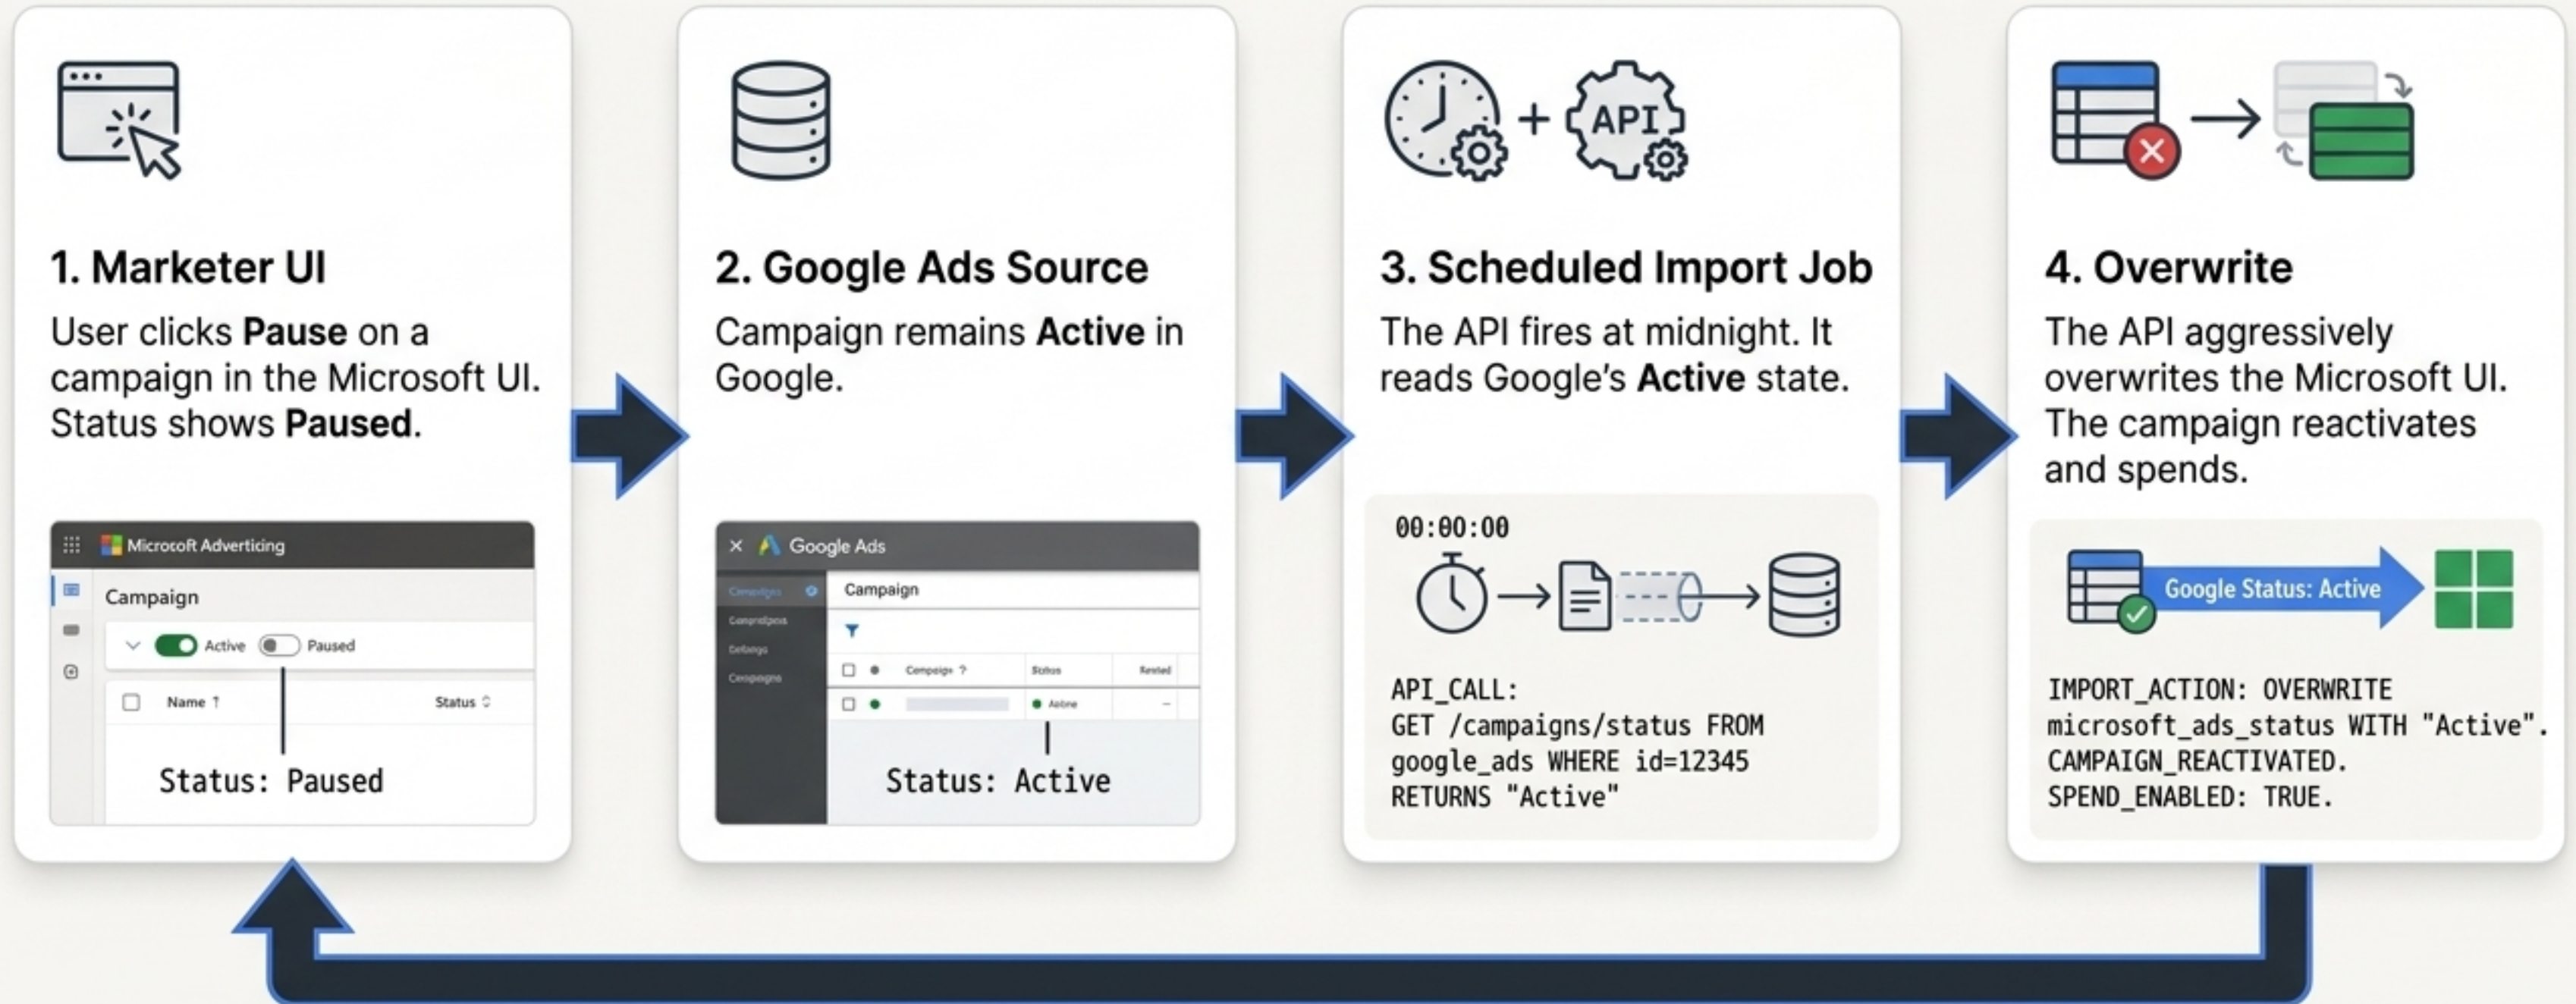 API
1. Marketer UI
User clicks Pause on a
campaign in the Microsoft UI.
Status shows Paused.
Microsoft Adverticing
Campaign
Active Paused
Name ↑ Status
Status: Paused
2. Google Ads Source
Campaign remains Active in
Google.
Google Ads
Campaign
Status
Status: Active
3. Scheduled Import Job
The API fires at midnight. It
reads Google’s Active state.
00:00:00
API_CALL:
GET /campaigns/status FROM
google_ads WHERE id=12345
RETURNS "Active"
4. Overwrite
The API aggressively
overwrites the Microsoft UI.
The campaign reactivates
and spends.
Google Status: Active
IMPORT_ACTION: OVERWRITE
microsoft_ads_status WITH "Active".
CAMPAIGN_REACTIVATED.
SPEND_ENABLED: TRUE.